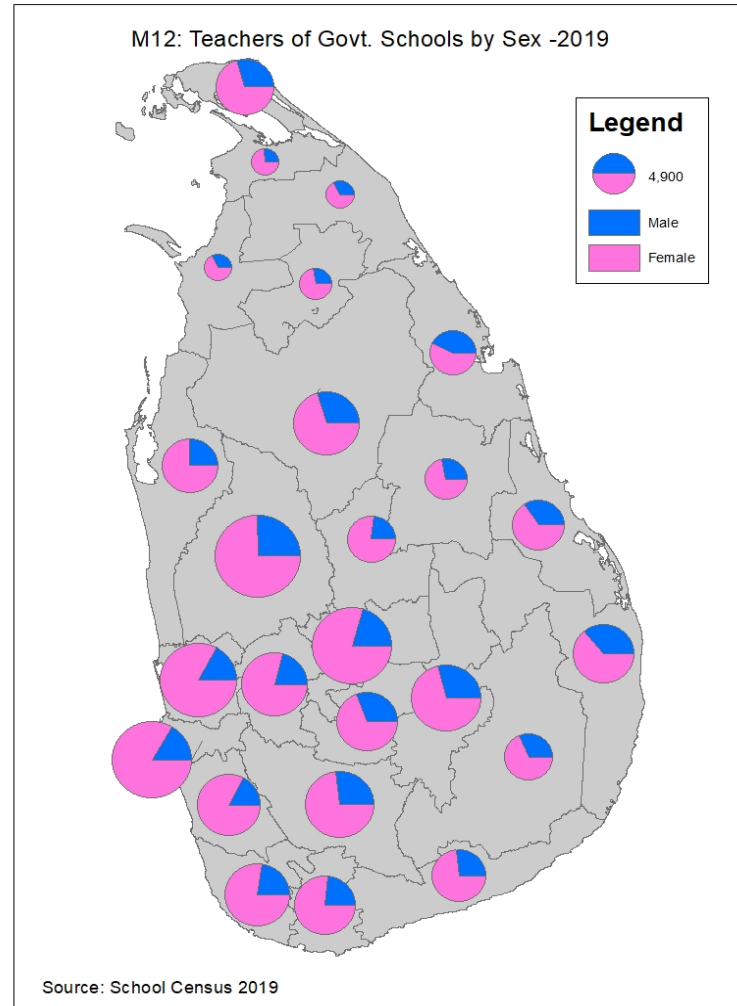 M12: Teachers of Govt. Schools by Sex -2019
Legend
4,900
Male
Female
Source: School Census 2019